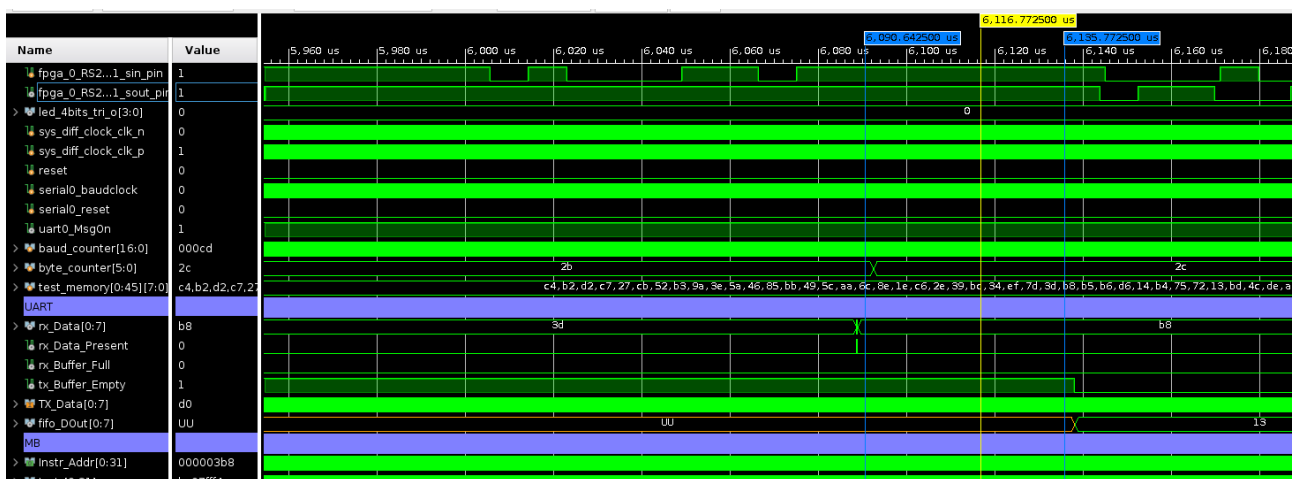 6,116.772500 us
6,090.642500 us 6,135.772500 us
Name Value 5,960 us 5,980 us 6,000 us 6,020 us 6,040 us 6,060 us 6,080 us 6,100 us 6,120 us 6,140 us 6,160 us 6,180
fpga_0_RS2...1_sin_pin 1
fpga_0_RS2...1_sout_pin 1
led_4bits_tri_o[3:0] 0 0
sys_diff_clock_clk_n 0
sys_diff_clock_clk_p 1
reset 0
serial0_baudclock 0
serial0_reset 0
uart0_MsgOn 1
baud_counter[16:0] 000cd
byte_counter[5:0] 2c 2b 2c
test_memory[0:45][7:0] c4,b2,d2,c7,27 c4,b2,d2,c7,27,cb,52,b3,9a,3e,5a,46,85,bb,49,5c,aa,6c,8e,1e,c6,2e,39,bc,34,ef,7d,3d,b8,b5,b6,d6,14,b4,75,72,13,bd,4c,de,a
UART
rx_Data[0:7] b8 3d b8
rx_Data_Present 0
rx_Buffer_Full 0
tx_Buffer_Empty 1
TX_Data[0:7] d0
fifo_DOut[0:7] UU UU 13
MB
Instr_Addr[0:31] 000003b8